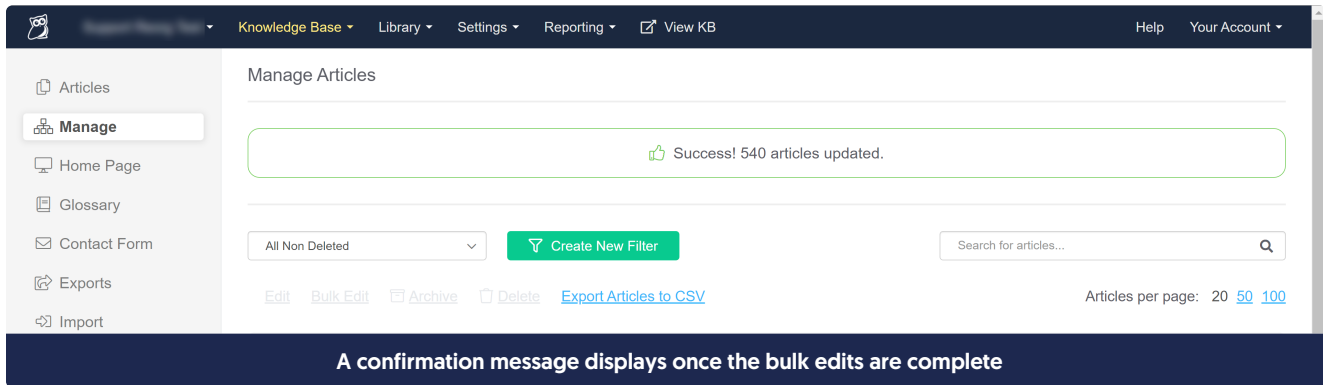 Knowledge Base Library Settings Reporting View KB Help Your Account
Articles
Manage
Home Page
Glossary
Contact Form
Exports
Import
Manage Articles
Success! 540 articles updated.
All Non Deleted Create New Filter Search for articles...
Edit Bulk Edit Archive Delete Export Articles to CSV Articles per page: 20 50 100
A confirmation message displays once the bulk edits are complete